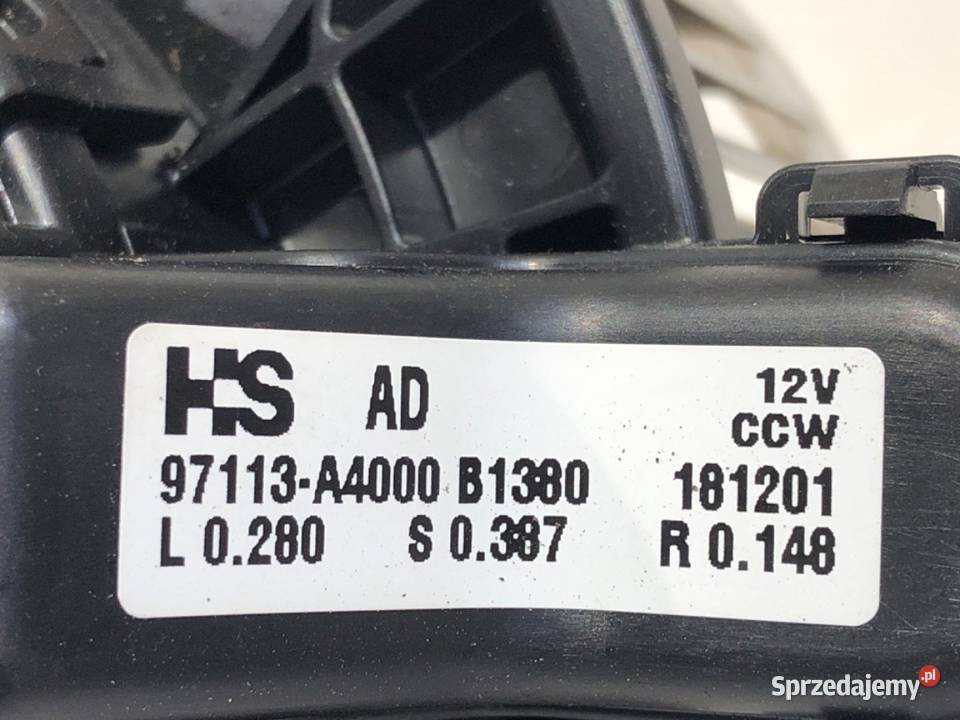 HS AD 12V
CCW
97113-A4000 B1380 181201
L 0.280 S 0.387 R 0.148
Sprzedajemy.pl